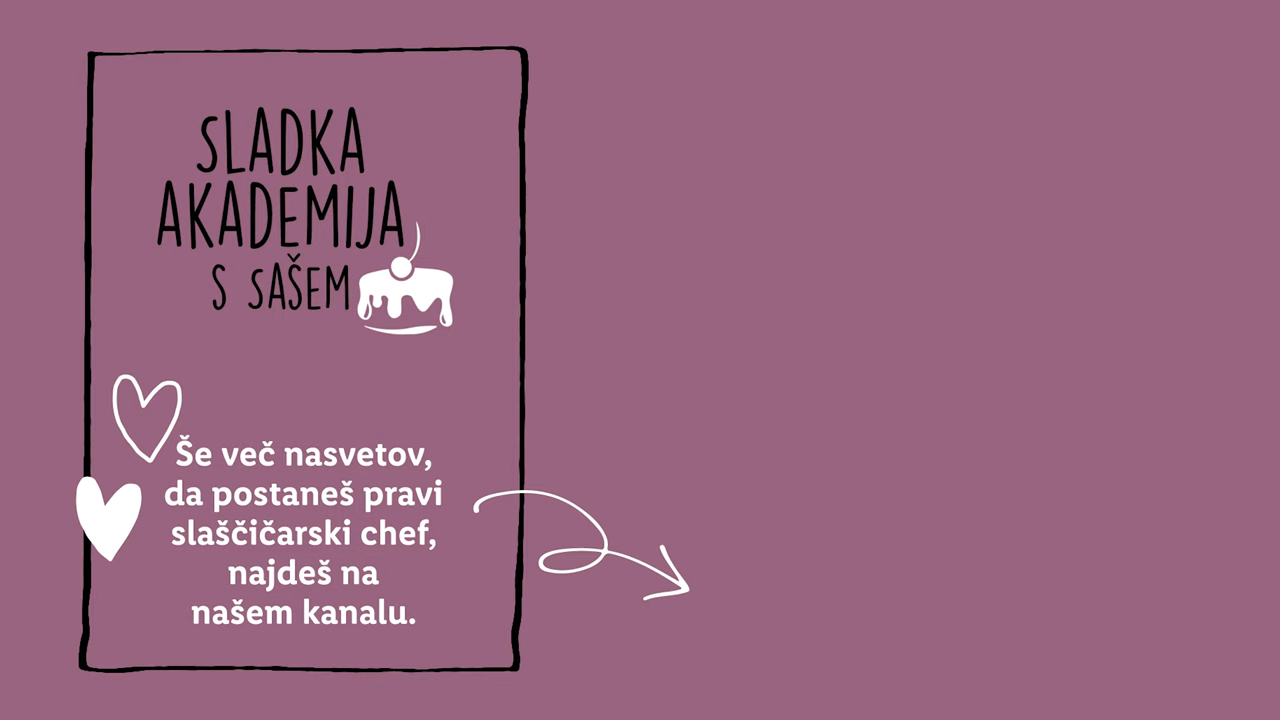 SLADKA
AKADEMIJA
S SAŠEM
Še več nasvetov,
da postaneš pravi
slaščičarski chef,
najdeš na
našem kanalu.